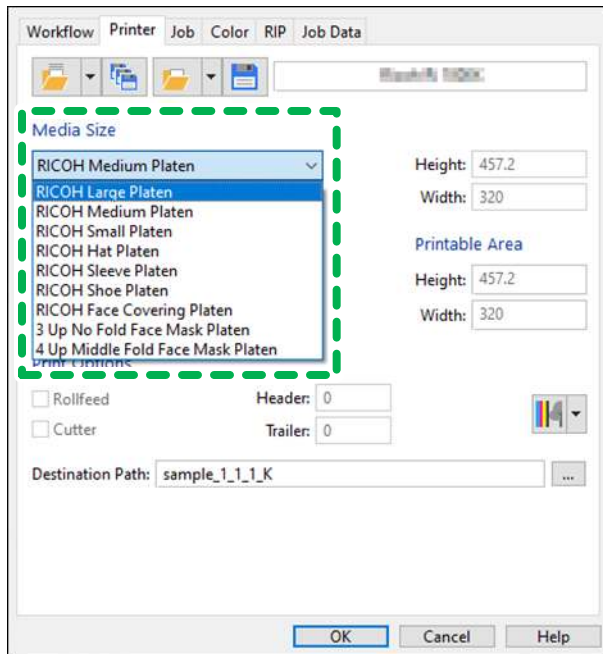 Workflow Printer Job Color RIP Job Data
Media Size
RICOH Medium Platen
RICOH Large Platen
RICOH Medium Platen
RICOH Small Platen
RICOH Hat Platen
RICOH Sleeve Platen
RICOH Shoe Platen
RICOH Face Covering Platen
3 Up No Fold Face Mask Platen
4 Up Middle Fold Face Mask Platen
Height: 457.2
Width: 320
Printable Area
Height: 457.2
Width: 320
Print Options
Rollfeed
Header: 0
Cutter
Trailer: 0
Destination Path: sample_1_1_1_K
...
OK Cancel Help